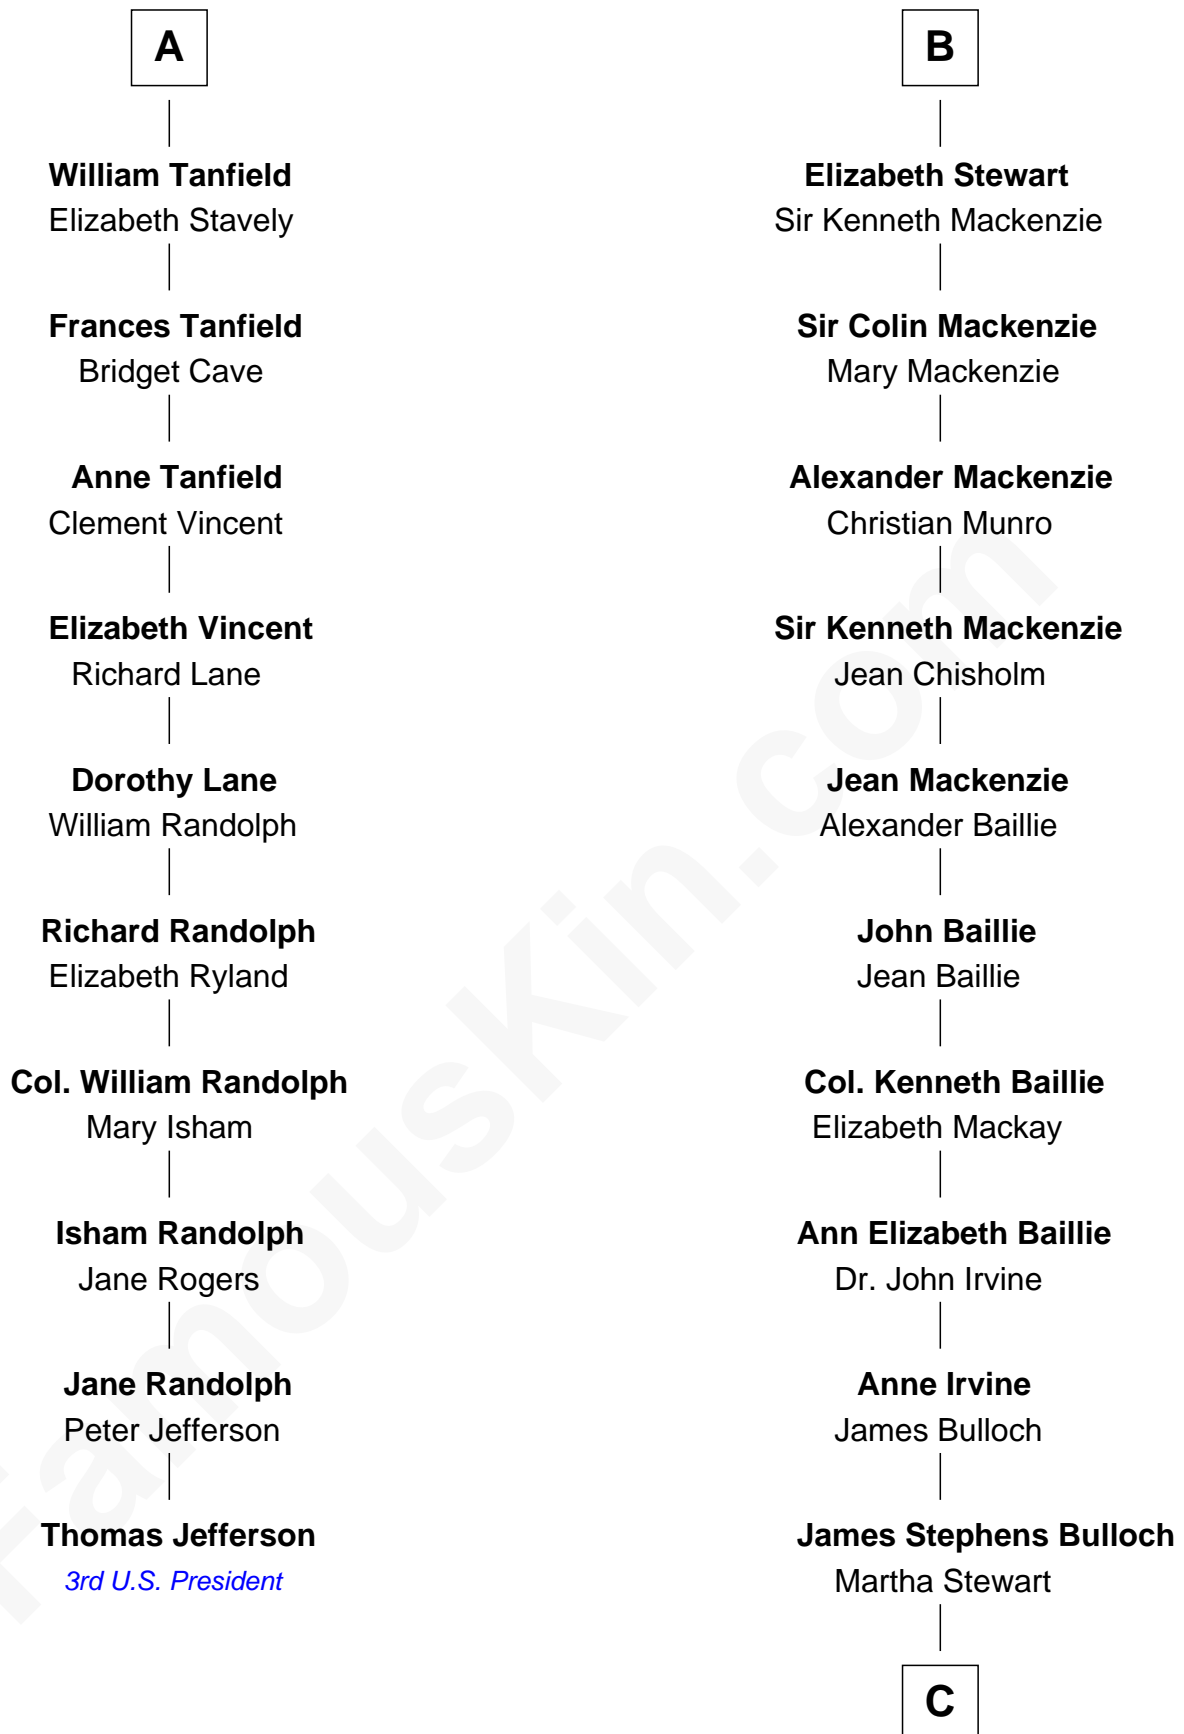 A
William Tanfield
Elizabeth Stavely
Frances Tanfield
Bridget Cave
Anne Tanfield
Clement Vincent
Elizabeth Vincent
Richard Lane
Dorothy Lane
William Randolph
Richard Randolph
Elizabeth Ryland
Col. William Randolph
Mary Isham
Isham Randolph
Jane Rogers
Jane Randolph
Peter Jefferson
Thomas Jefferson
3rd U.S. President
B
Elizabeth Stewart
Sir Kenneth Mackenzie
Sir Colin Mackenzie
Mary Mackenzie
Alexander Mackenzie
Christian Munro
Sir Kenneth Mackenzie
Jean Chisholm
Jean Mackenzie
Alexander Baillie
John Baillie
Jean Baillie
Col. Kenneth Baillie
Elizabeth Mackay
Ann Elizabeth Baillie
Dr. John Irvine
Anne Irvine
James Bulloch
James Stephens Bulloch
Martha Stewart
C
FamousKin.com